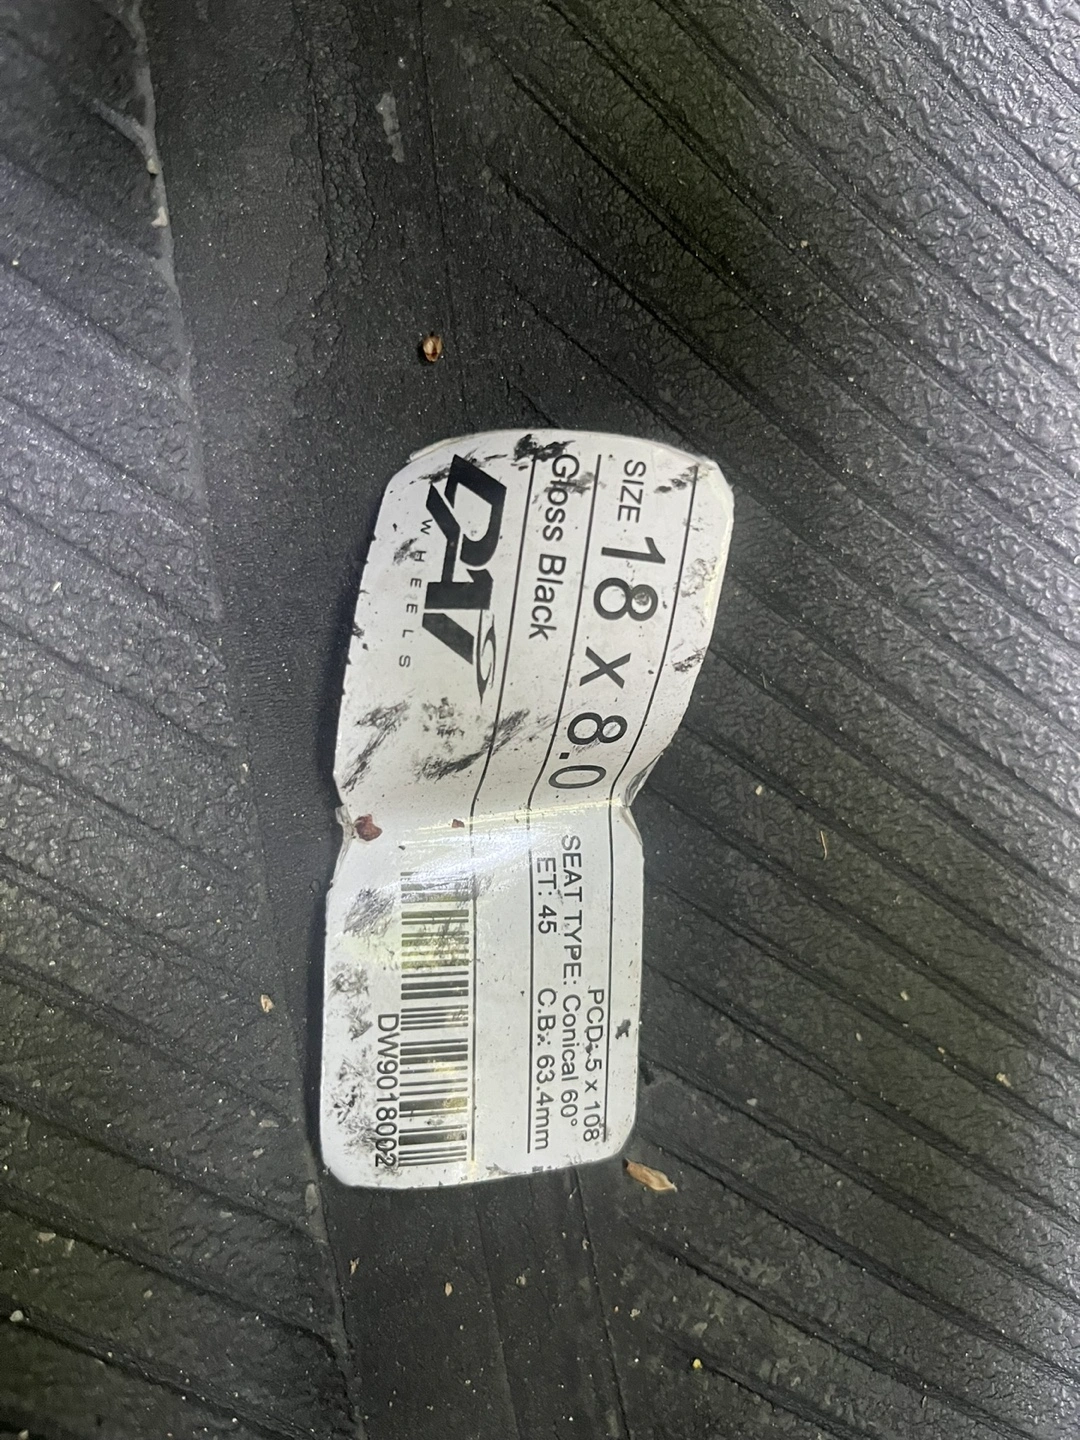 SIZE 18 x 8.0
Gloss Black
WHEELS
PCD: 5 x 108
SEAT TYPE: Conical 60°
ET: 45 C.B.: 63.4mm
DW9018002